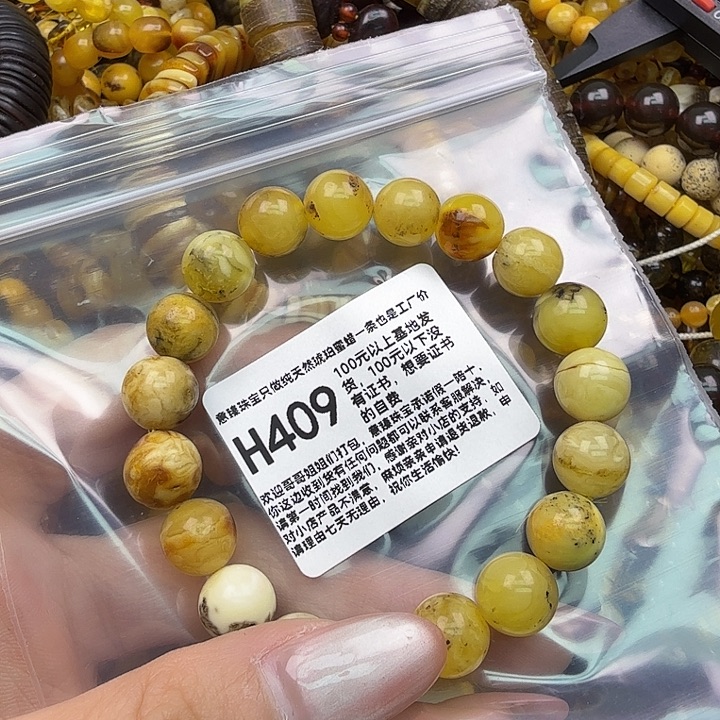 意臻珠宝只做纯天然琥珀蜜蜡一条也是工厂价
H409
100元以上基地发
货，100元以下没
有证书，想要证书
的自费
欢迎哥哥姐姐们打包，意臻珠宝承诺假一赔十，
你这边收到货有任何问题都可以联系客服解决，如
请第一时间找到我们，感谢亲对小店的支持，
对小店产品不满意，麻烦亲亲申请退货退款，申
请理由七天无理由，祝你生活愉快！